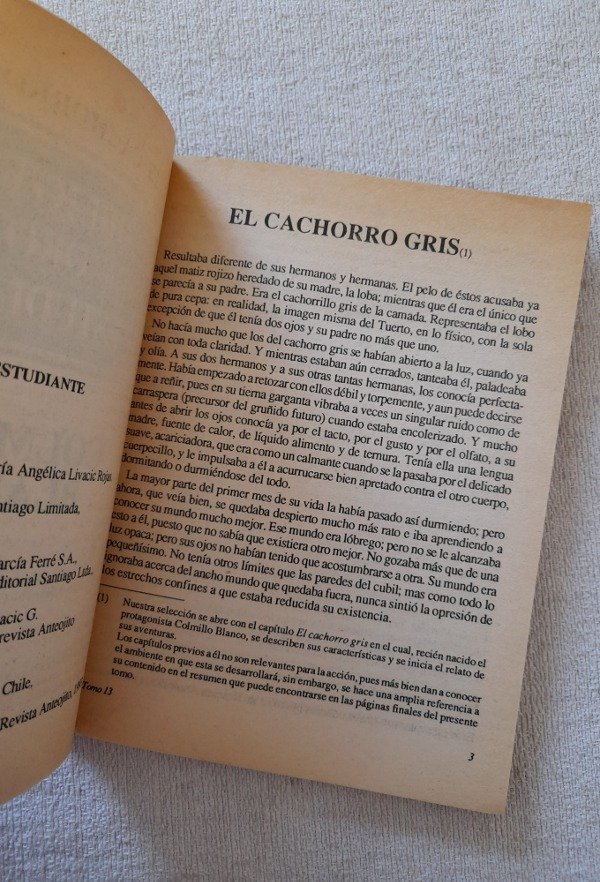 ESTUDIANTE
ía Angélica Livacic Rojas
ntiago Limitada,
arcía Ferré S.A.,
ditorial Santiago Ltda.,
acic G.
revista Anteojito
Chile,
Revista Anteojito,
EL CACHORRO GRIS(1)
Resultaba diferente de sus hermanos y hermanas. El pelo de éstos acusaba ya
aquel matiz rojizo heredado de su madre, la loba; mientras que él era el único que
se parecía a su padre. Era el cachorrillo gris de la camada. Representaba el lobo
de pura cepa: en realidad, la imagen misma del Tuerto, en lo físico, con la sola
excepción de que él tenía dos ojos y su padre no más que uno.
No hacía mucho que los del cachorro gris se habían abierto a la luz, cuando ya
veían con toda claridad. Y mientras estaban aún cerrados, tanteaba él, paladeaba
y olía. A sus dos hermanos y a sus otras tantas hermanas, los conocía perfecta-
mente. Había empezado a retozar con ellos débil y torpemente, y aun puede decirse
que a reñir, pues en su tierna garganta vibraba a veces un singular ruido como de
carraspera (precursor del gruñido futuro) cuando estaba encolerizado. Y mucho
antes de abrir los ojos conocía ya por el tacto, por el gusto y por el olfato, a su
madre, fuente de calor, de líquido alimento y de ternura. Tenía ella una lengua
suave, acariciadora, que era como un calmante cuando se la pasaba por el delicado
cuerpecillo, y le impulsaba a él a acurrucarse bien apretado contra el otro cuerpo,
dormitando o durmiéndose del todo.
La mayor parte del primer mes de su vida la había pasado así durmiendo; pero
ahora, que veía bien, se quedaba despierto mucho más rato e iba aprendiendo a
conocer su mundo mucho mejor. Ese mundo era lóbrego; pero no se le alcanzaba
esto a él, puesto que no sabía que existiera otro mejor. No gozaba más que de una
luz opaca; pero sus ojos no habían tenido que acostumbrarse a otra. Su mundo era
pequeñísimo. No tenía otros límites que las paredes del cubil; mas como todo lo
ignoraba acerca del ancho mundo que quedaba fuera, nunca sintió la opresión de
los estrechos confines a que estaba reducida su existencia.
(1) Nuestra selección se abre con el capítulo El cachorro gris en el cual, recién nacido el
protagonista Colmillo Blanco, se describen sus características y se inicia el relato de
sus aventuras.
Los capítulos previos a él no son relevantes para la acción, pues más bien dan a conocer
el ambiente en que esta se desarrollará, sin embargo, se hace una amplia referencia a
su contenido en el resumen que puede encontrarse en las páginas finales del presente
tomo.
Tomo 13
3